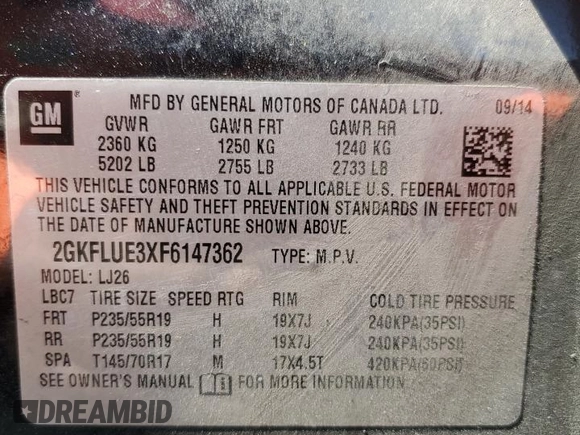 GM ®
MFD BY GENERAL MOTORS OF CANADA LTD. 09/14
GVWR GAWR FRT GAWR RR
2360 KG 1250 KG 1240 KG
5202 LB 2755 LB 2733 LB
THIS VEHICLE CONFORMS TO ALL APPLICABLE U.S. FEDERAL MOTOR
VEHICLE SAFETY AND THEFT PREVENTION STANDARDS IN EFFECT ON
THE DATE OF MANUFACTURE SHOWN ABOVE.
2GKFLUE3XF6147362 TYPE: M.P.V.
MODEL: LJ26
LBC7 TIRE SIZE SPEED RTG RIM COLD TIRE PRESSURE
FRT P235/55R19 H 19X7J 240KPA(35PSI)
RR P235/55R19 H 19X7J 240KPA(35PSI)
SPA T145/70R17 M 17X4.5T 420KPA(60PSI)
SEE OWNER'S MANUAL FOR MORE INFORMATION
DREAMBID